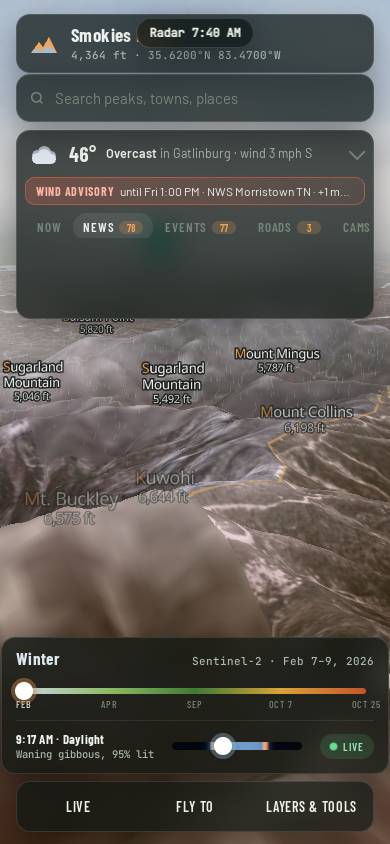 Smokies
Radar 7:40 AM
4,364 ft · 35.6200°N 83.4700°W
Search peaks, towns, places
46° Overcast in Gatlinburg · wind 3 mph S
WIND ADVISORY until Fri 1:00 PM · NWS Morristown TN · +1 m...
NOW NEWS 78 EVENTS 77 ROADS 3 CAMS
5,820 ft
Mount Mingus
5,787 ft
Sugarland
Mountain
5,046 ft
Sugarland
Mountain
5,492 ft
Mount Collins
6,198 ft
Kuwohi
6,644 ft
Mt. Buckley
6,575 ft
Winter
Sentinel-2 · Feb 7–9, 2026
FEB APR SEP OCT 7 OCT 25
9:17 AM · Daylight
Waning gibbous, 95% lit
LIVE
LIVE FLY TO LAYERS & TOOLS